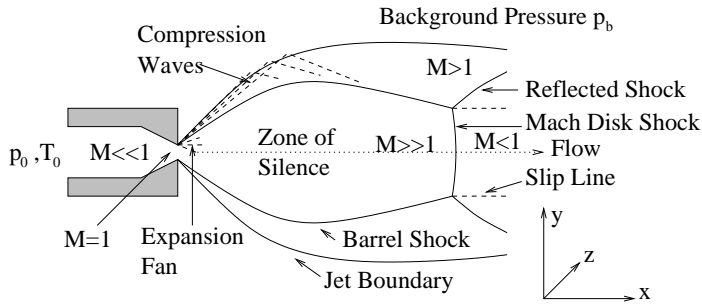 Background Pressure p_b
Compression
Waves
M>1
Reflected Shock
Mach Disk Shock
Zone of
Silence
p_0 ,T_0
M<<1
M>>1
M<1
Flow
Slip Line
M=1
Expansion
Fan
Barrel Shock
Jet Boundary
y
z
x